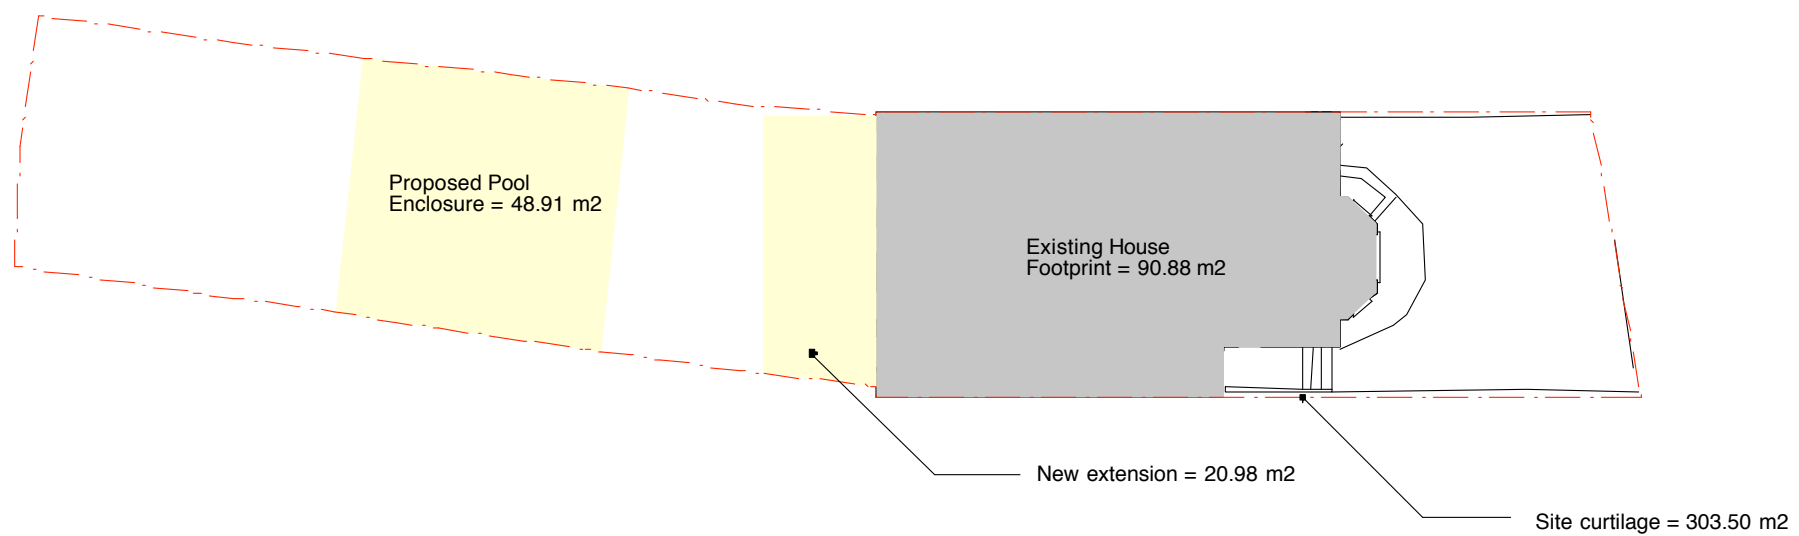 Proposed Pool
Enclosure = 48.91 m2
Existing House
Footprint = 90.88 m2
New extension = 20.98 m2
Site curtilage = 303.50 m2